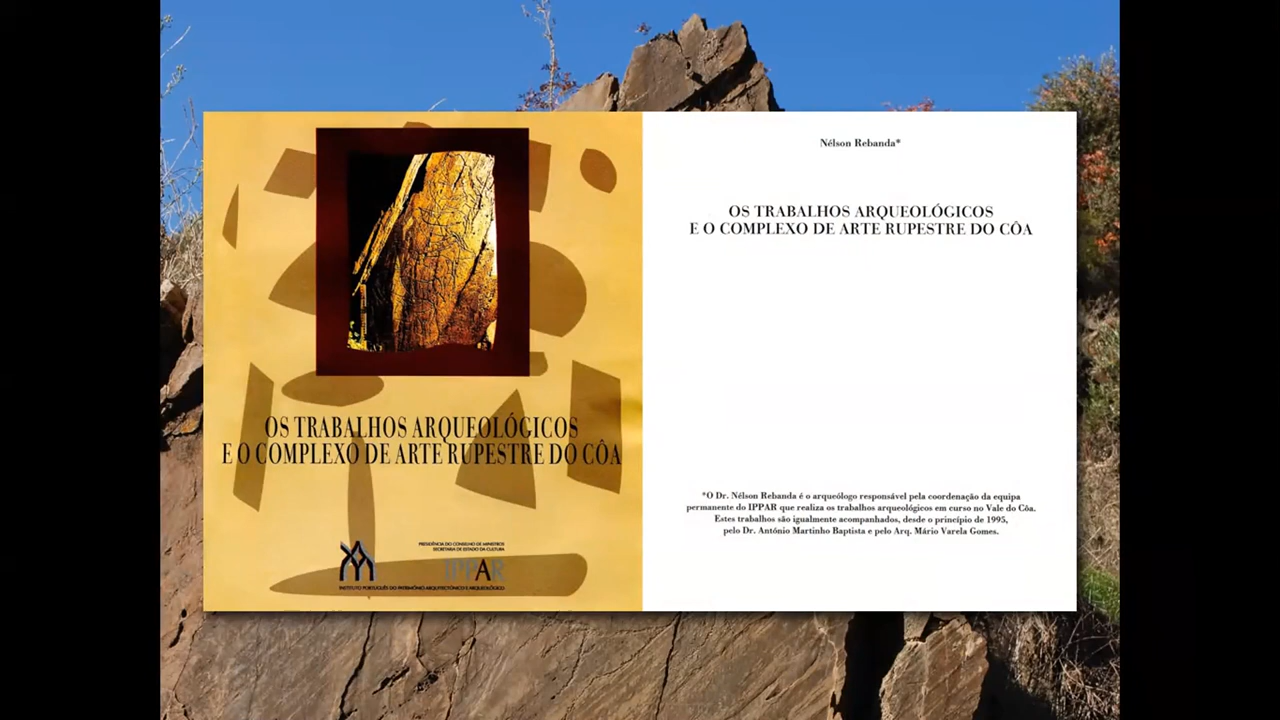 OS TRABALHOS ARQUEOLÓGICOS
E O COMPLEXO DE ARTE RUPESTRE DO CÔA
PRESIDÊNCIA DO CONSELHO DE MINISTROS
SECRETARIA DE ESTADO DA CULTURA
IPPAR
INSTITUTO PORTUGUÊS DO PATRIMÓNIO ARQUITECTÓNICO E ARQUEOLÓGICO
Nélson Rebanda*
OS TRABALHOS ARQUEOLÓGICOS
E O COMPLEXO DE ARTE RUPESTRE DO CÔA
*O Dr. Nélson Rebanda é o arqueólogo responsável pela coordenação da equipa
permanente do IPPAR que realiza os trabalhos arqueológicos em curso no Vale do Côa.
Estes trabalhos são igualmente acompanhados, desde o princípio de 1995,
pelo Dr. António Martinho Baptista e pelo Arq. Mário Varela Gomes.